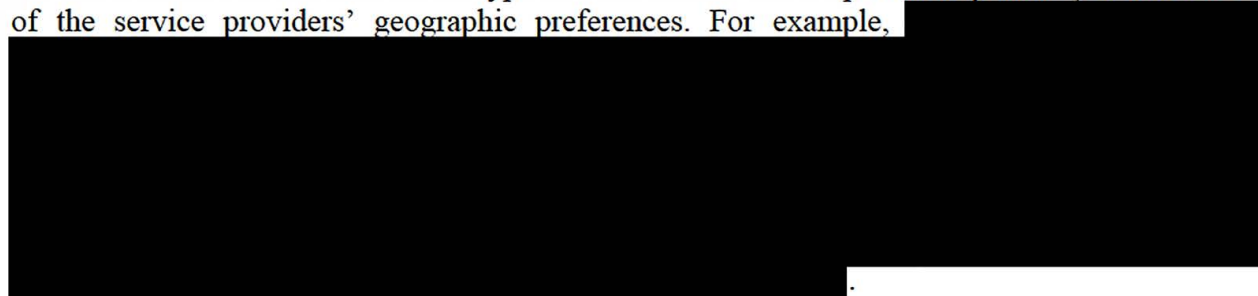 of the service providers’ geographic preferences. For example,
.